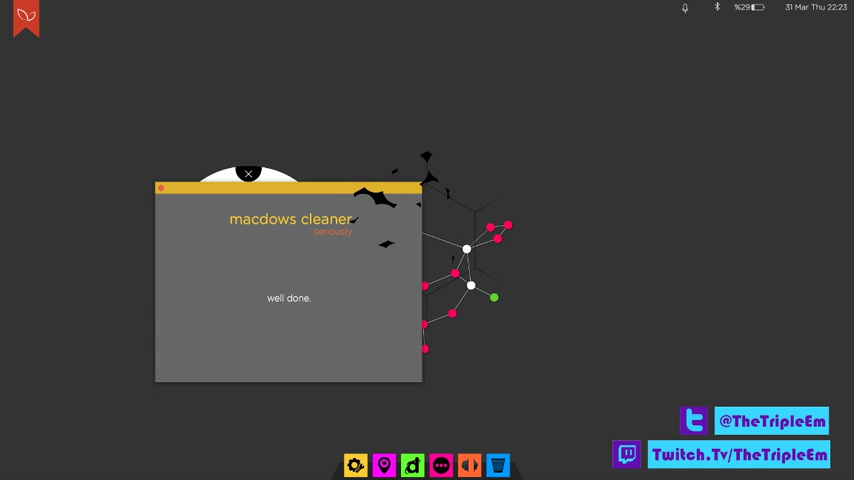 %29
31 Mar Thu 22:23
macdows cleaner
seriously
well done.
@TheTripleEm
Twitch.Tv/TheTripleEm